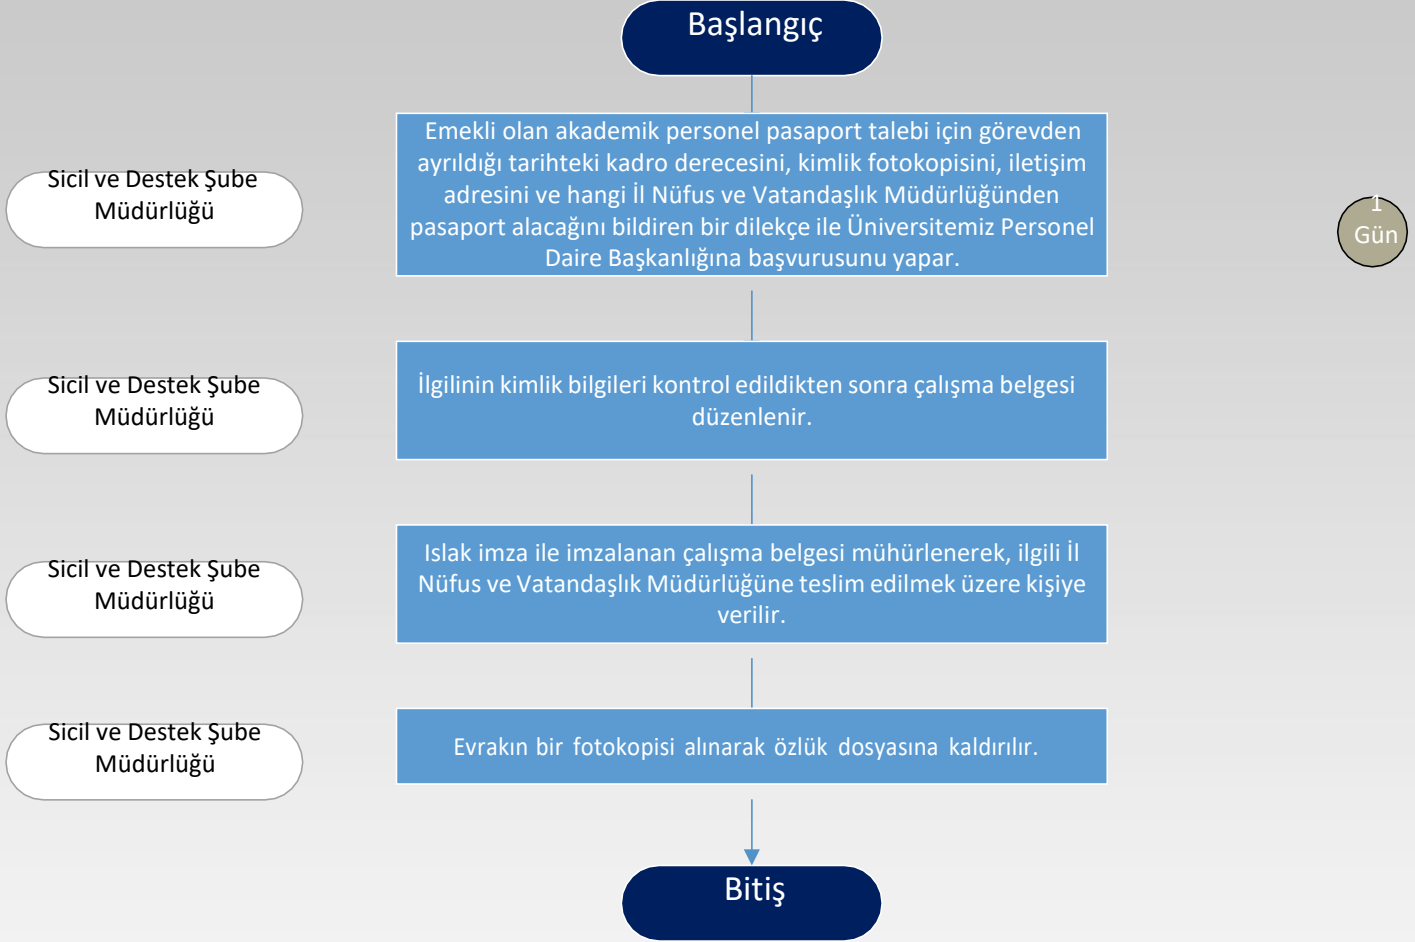 Başlangıç
Emekli olan akademik personel pasaport talebi için görevden
ayrıldığı tarihteki kadro derecesini, kimlik fotokopisini, iletişim
adresini ve hangi İl Nüfus ve Vatandaşlık Müdürlüğünden
pasaport alacağını bildiren bir dilekçe ile Üniversitemiz Personel
Daire Başkanlığına başvurusunu yapar.
Sicil ve Destek Şube
Müdürlüğü
1
Gün
Sicil ve Destek Şube
Müdürlüğü
İlgilinin kimlik bilgileri kontrol edildikten sonra çalışma belgesi
düzenlenir.
Sicil ve Destek Şube
Müdürlüğü
Islak imza ile imzalanan çalışma belgesi mühürlenerek, ilgili İl
Nüfus ve Vatandaşlık Müdürlüğüne teslim edilmek üzere kişiye
verilir.
Sicil ve Destek Şube
Müdürlüğü
Evrakın bir fotokopisi alınarak özlük dosyasına kaldırılır.
Bitiş